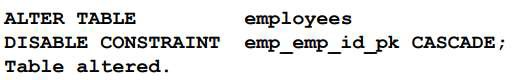 ALTER TABLE employees
DISABLE CONSTRAINT emp_emp_id_pk CASCADE;
Table altered.